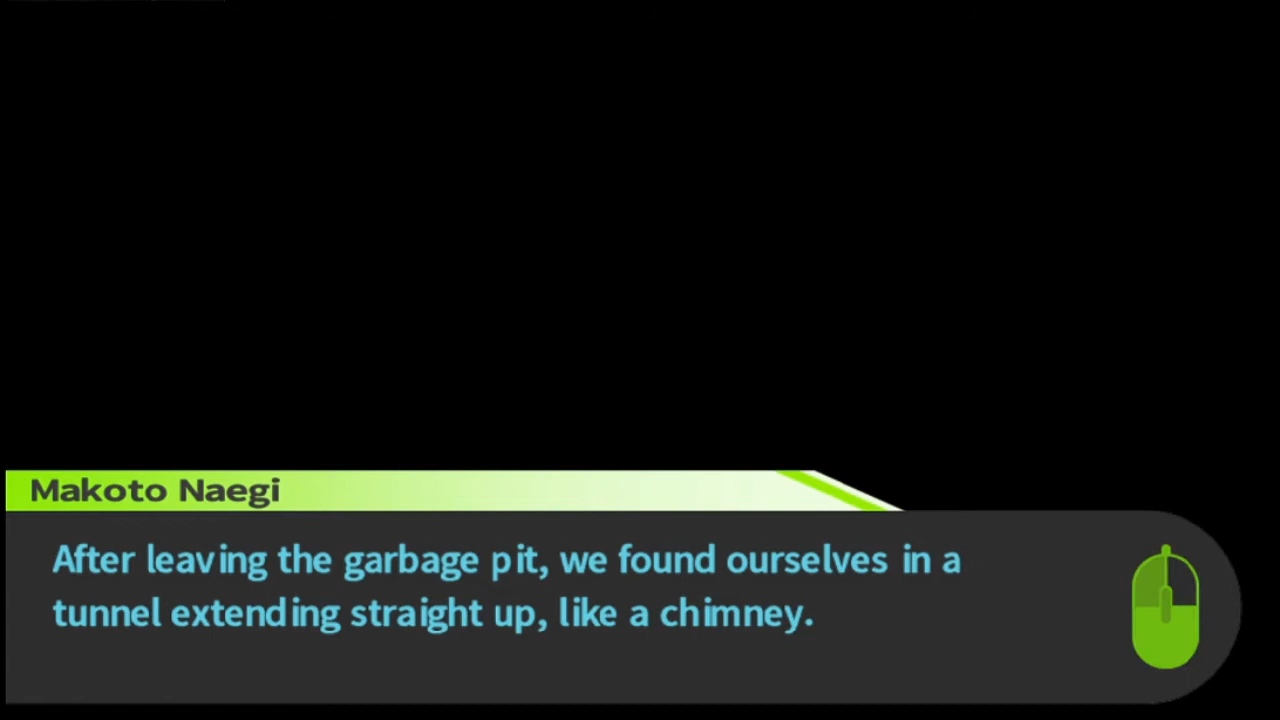 Makoto Naegi
After leaving the garbage pit, we found ourselves in a
tunnel extending straight up, like a chimney.